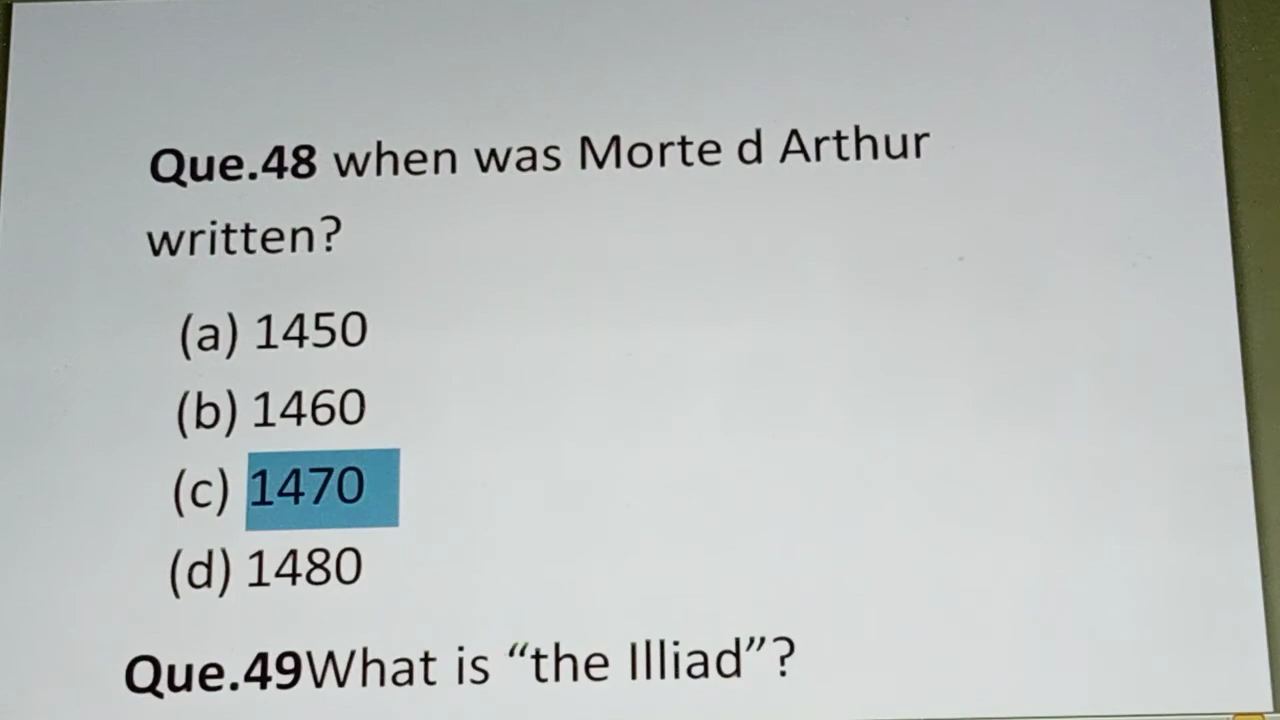 Que.48 when was Morte d Arthur
written?
(a) 1450
(b) 1460
(c) 1470
(d) 1480
Que.49What is “the Illiad”?